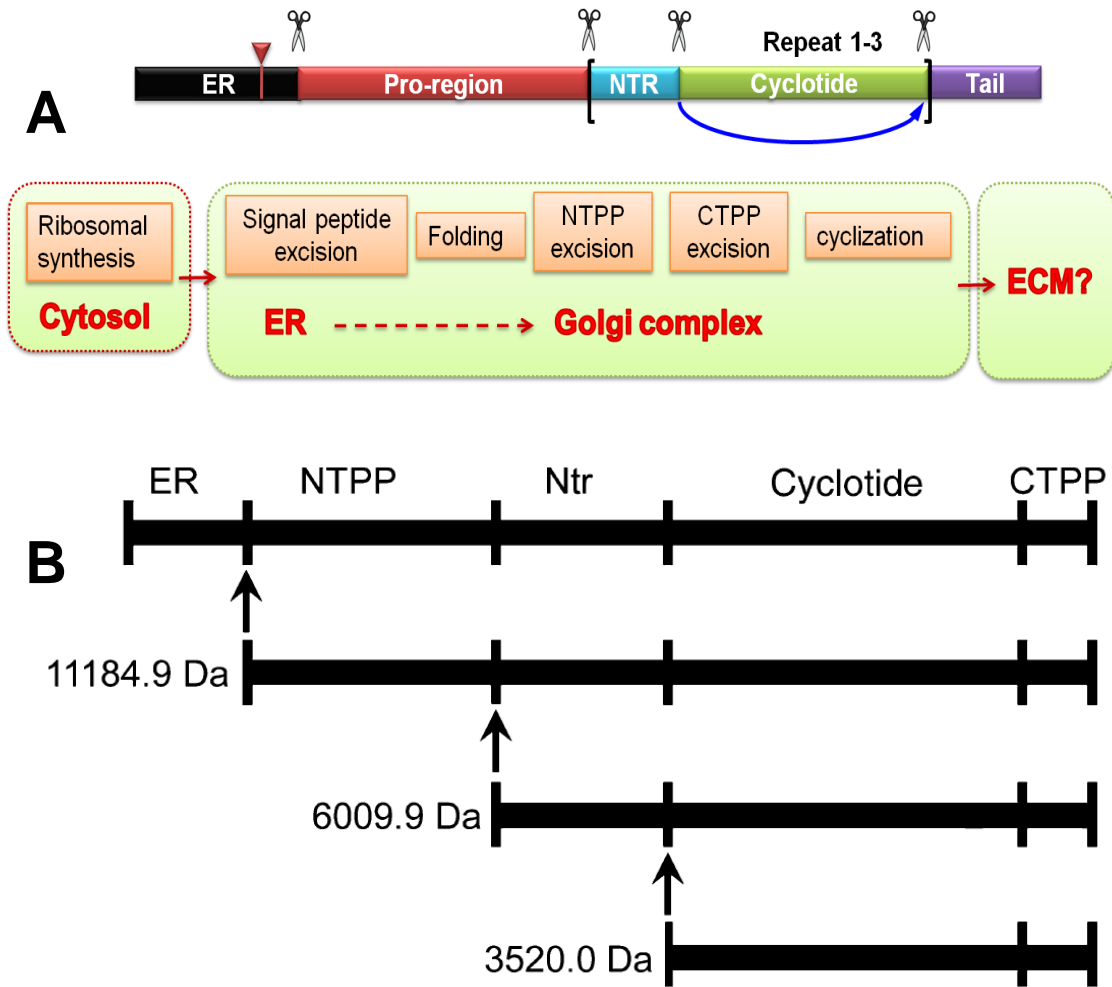 A
Repeat 1-3
ER Pro-region NTR Cyclotide Tail
Ribosomal
synthesis
Cytosol
Signal peptide
excision
Folding
NTPP
excision
CTPP
excision
cyclization
ER
Golgi complex
ECM?
B
ER NTPP Ntr Cyclotide CTPP
11184.9 Da
6009.9 Da
3520.0 Da